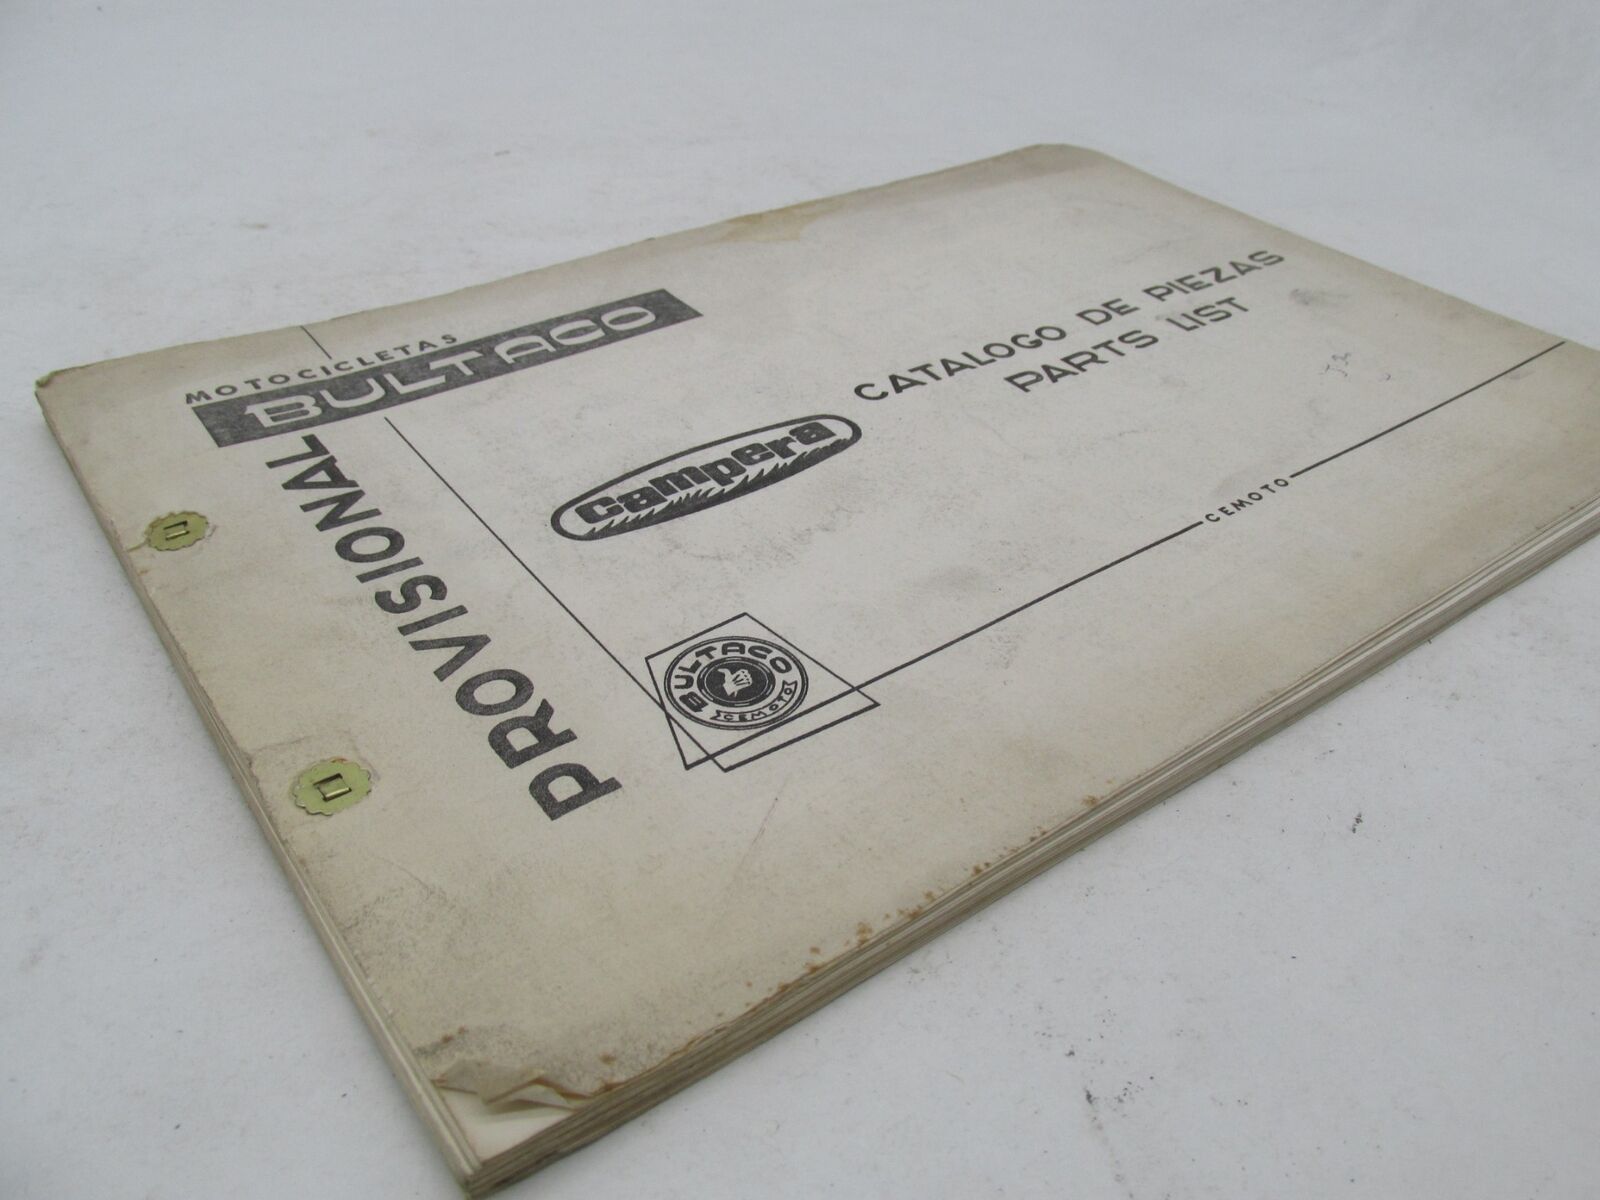 MOTOCICLETAS
BULTACO
PROVISIONAL
Campera
CATALOGO DE PIEZAS
PARTS LIST
CEMOTO
BULTACO
CEMOTO